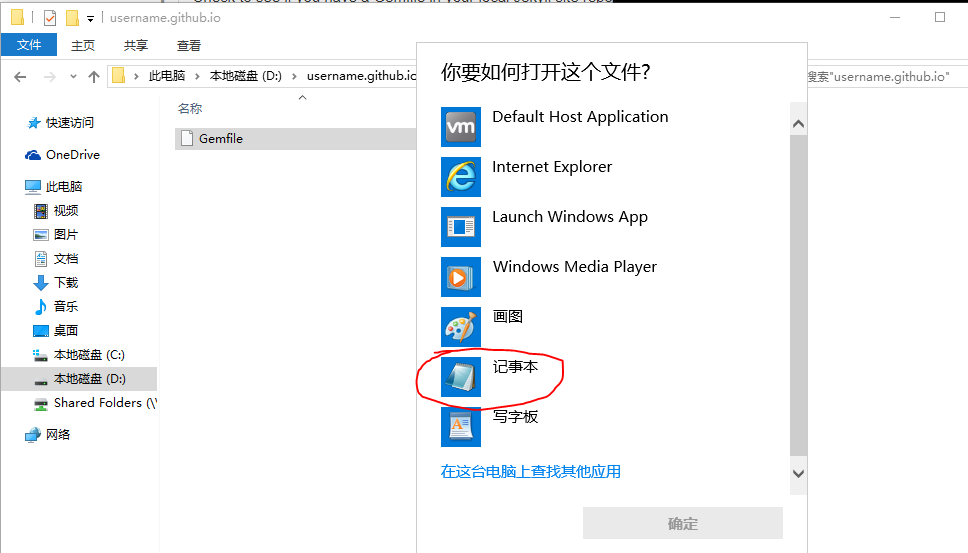 username.github.io
文件 主页 共享 查看
此电脑 本地磁盘 (D:) username.github.io
搜索"username.github.io"
快速访问
OneDrive
此电脑
视频
图片
文档
下载
音乐
桌面
本地磁盘 (C:)
本地磁盘 (D:)
Shared Folders (\\
网络
名称
Gemfile
你要如何打开这个文件?
vm
Default Host Application
Internet Explorer
Launch Windows App
Windows Media Player
画图
记事本
写字板
在这台电脑上查找其他应用
确定